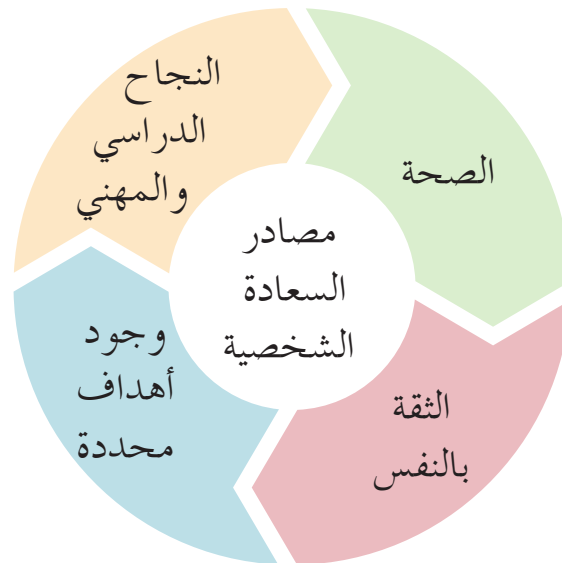 مصادر
السعادة
الشخصية
الصحة
الثقة
بالنفس
وجود
أهداف
محددة
النجاح
الدراسي
والمهني